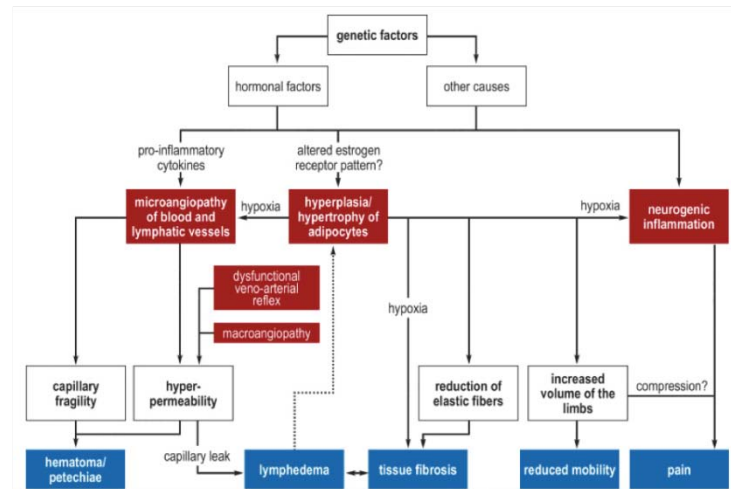 genetic factors
hormonal factors
other causes
pro-inflammatory
cytokines
altered estrogen
receptor pattern?
microangiopathy
of blood and
lymphatic vessels
hypoxia
hyperplasia/
hypertrophy of
adipocytes
hypoxia
neurogenic
inflammation
dysfunctional
veno-arterial
reflex
macroangiopathy
hypoxia
capillary
fragility
hyper-
permeability
reduction of
elastic fibers
increased
volume of the
limbs
compression?
capillary leak
hematoma/
petechiae
lymphedema
tissue fibrosis
reduced mobility
pain